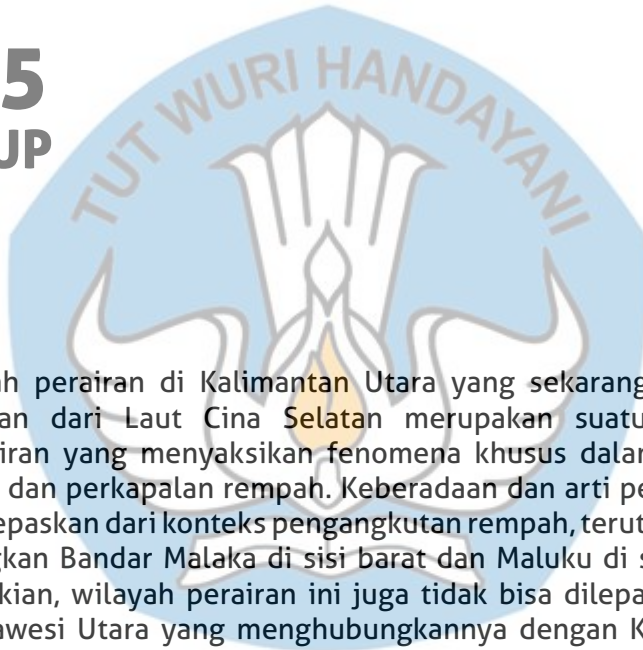 5
UP
TUT WURI HANDAYANI
ah perairan di Kalimantan Utara yang sekarang
an dari Laut Cina Selatan merupakan suatu
iran yang menyaksikan fenomena khusus dalam
dan perkapalan rempah. Keberadaan dan arti pe
epaskan dari konteks pengangkutan rempah, terut
gkan Bandar Malaka di sisi barat dan Maluku di s
kian, wilayah perairan ini juga tidak bisa dilepa
awesi Utara yang menghubungkannya dengan K